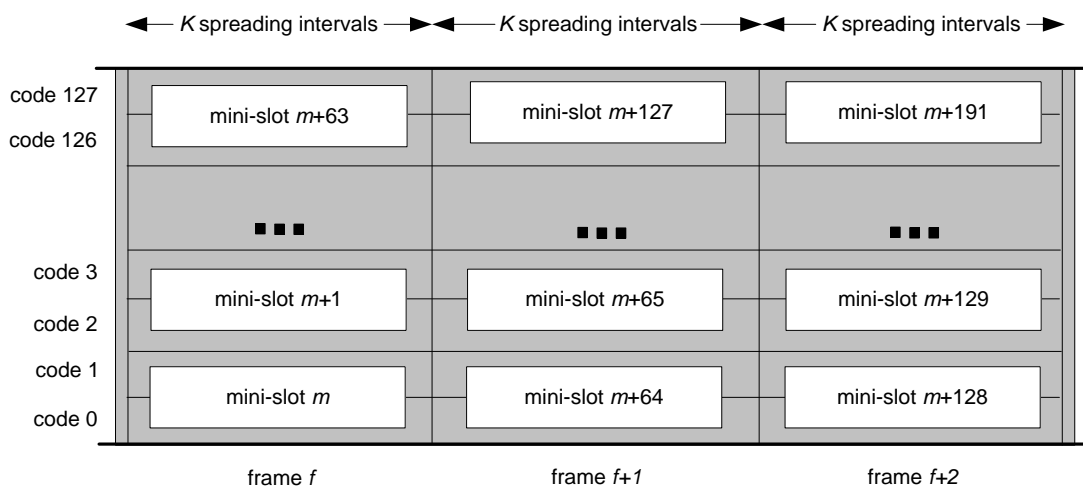 K spreading intervals K spreading intervals K spreading intervals
code 127
mini-slot m+63 mini-slot m+127 mini-slot m+191
code 126
code 3
mini-slot m+1 mini-slot m+65 mini-slot m+129
code 2
code 1
mini-slot m mini-slot m+64 mini-slot m+128
code 0
frame f frame f+1 frame f+2